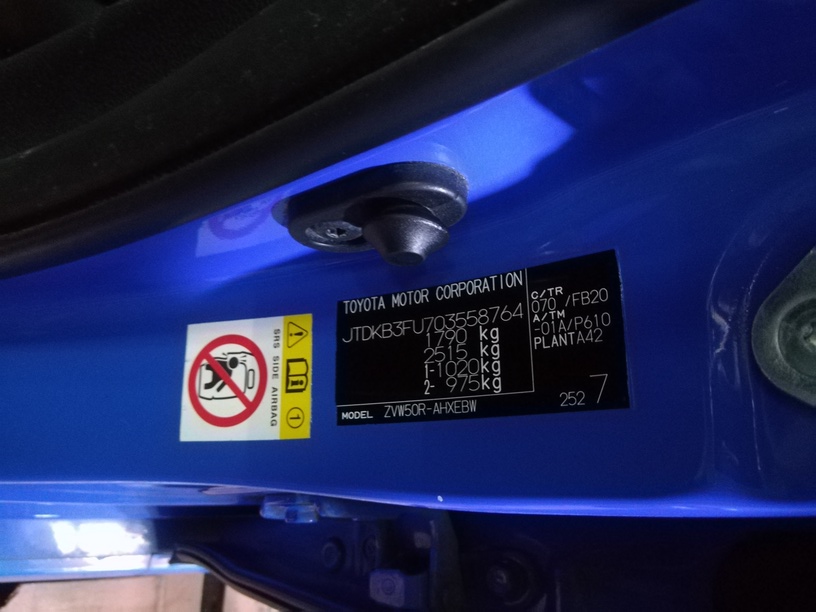 TOYOTA MOTOR CORPORATION
JTDKB3FU703558764
1790 kg
2515 kg
1-1020kg
2- 975kg
MODEL ZVW50R-AHXEBW
C/TR
070 /FB20
A/TM
-01A/P610
PLANTA42
252 7
SRS SIDE AIRBAG